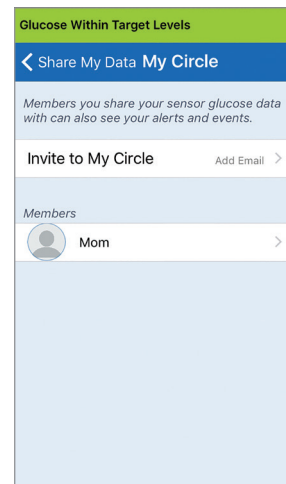 Glucose Within Target Levels
Share My Data My Circle
Members you share your sensor glucose data
with can also see your alerts and events.
Invite to My Circle Add Email
Members
Mom